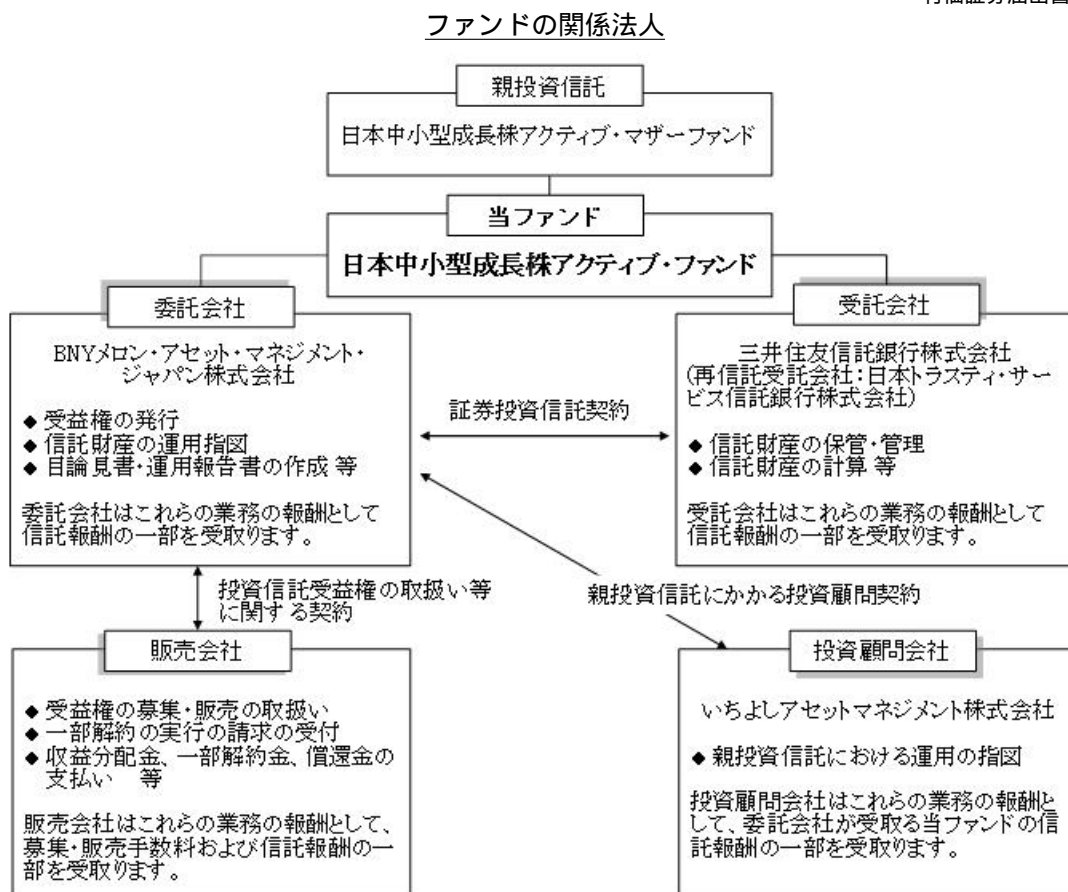 有価証券届出書
ファンドの関係法人
親投資信託
日本中小型成長株アクティブ・マザーファンド
当ファンド
日本中小型成長株アクティブ・ファンド
委託会社
BNYメロン・アセット・マネジメント・
ジャパン株式会社
◆ 受益権の発行
◆ 信託財産の運用指図
◆ 目論見書・運用報告書の作成 等
委託会社はこれらの業務の報酬として
信託報酬の一部を受取ります。
証券投資信託契約
受託会社
三井住友信託銀行株式会社
(再信託受託会社：日本トラスティ・サー
ビス信託銀行株式会社)
◆ 信託財産の保管・管理
◆ 信託財産の計算 等
受託会社はこれらの業務の報酬として
信託報酬の一部を受取ります。
投資信託受益権の取扱い等
に関する契約
親投資信託にかかる投資顧問契約
販売会社
◆ 受益権の募集・販売の取扱い
◆ 一部解約の実行の請求の受付
◆ 収益分配金、一部解約金、償還金の
支払い 等
販売会社はこれらの業務の報酬として、
募集・販売手数料および信託報酬の一
部を受取ります。
投資顧問会社
いちよしアセットマネジメント株式会社
◆ 親投資信託における運用の指図
投資顧問会社はこれらの業務の報酬と
して、委託会社が受取る当ファンドの信
託報酬の一部を受取ります。